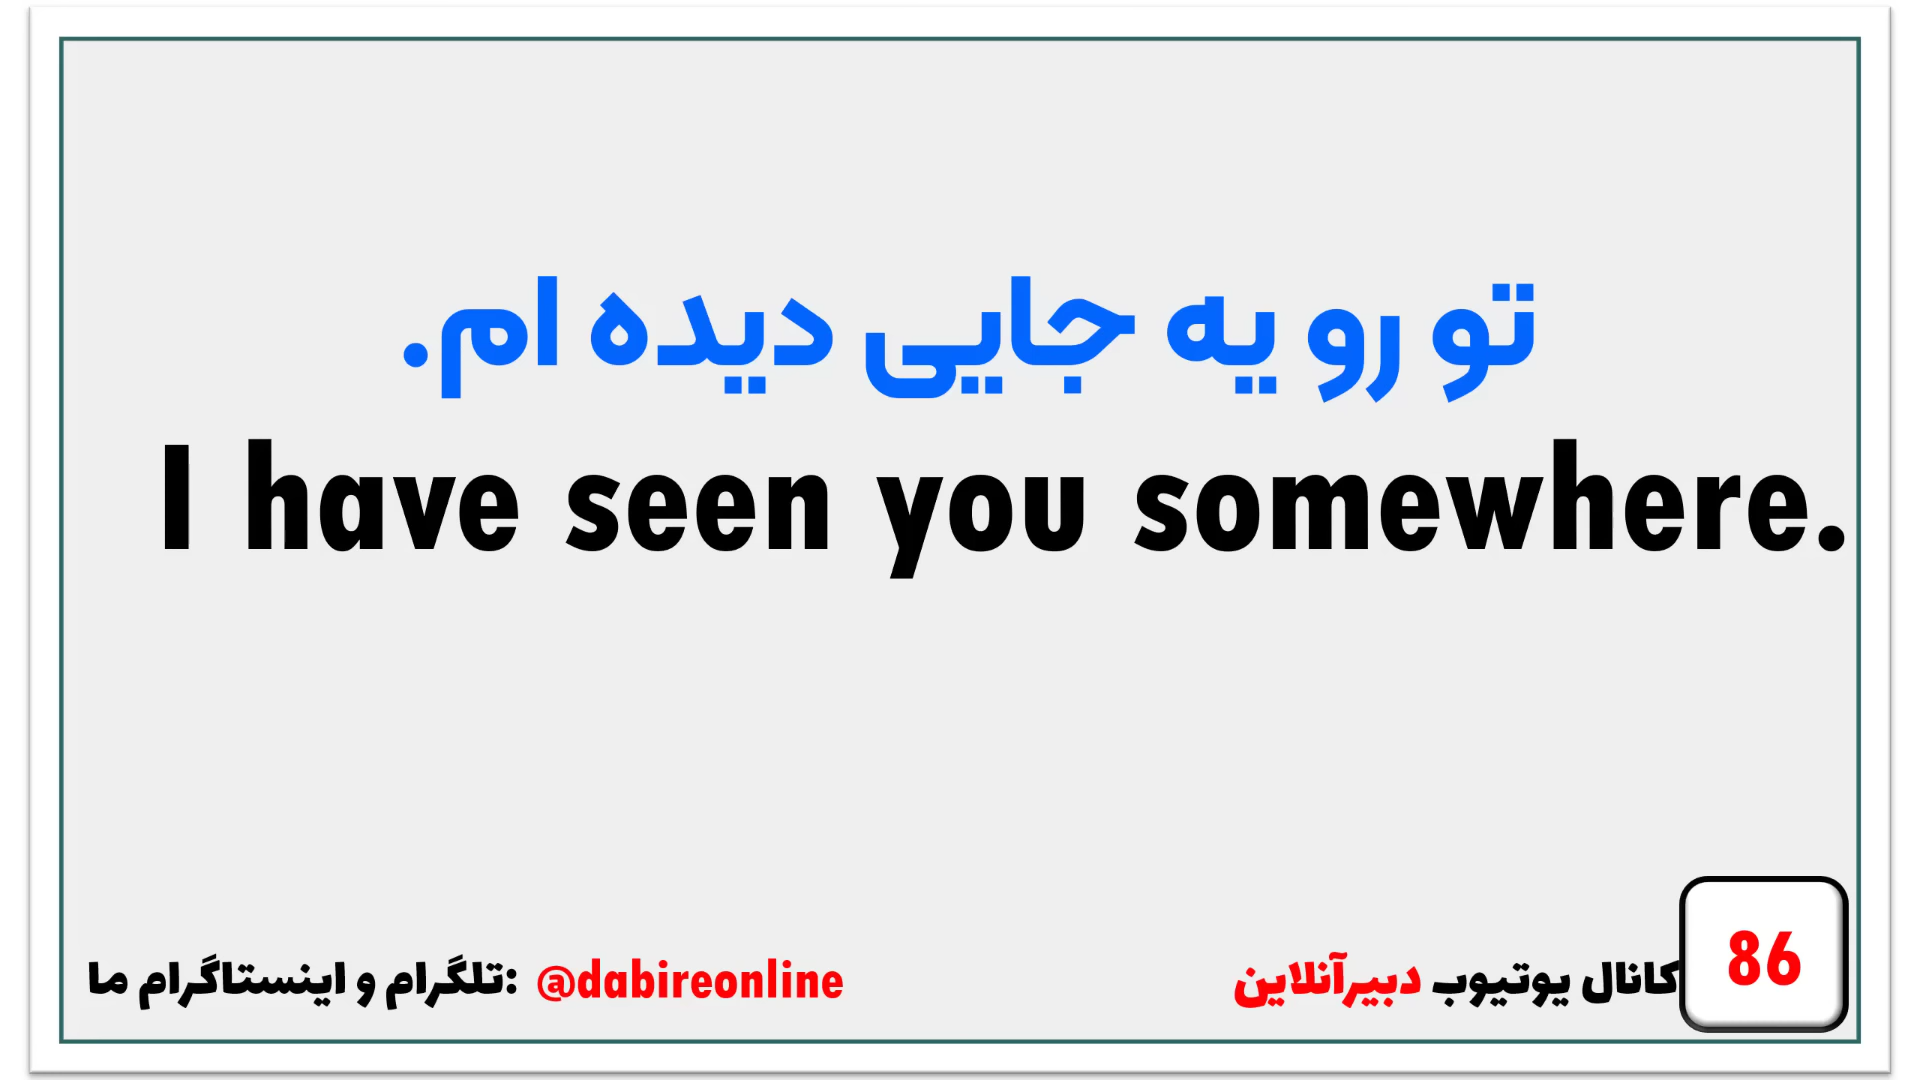 تو رو یه جایی دیده ام.
I have seen you somewhere.
تلگرام و اینستاگرام ما: @dabireonline
کانال یوتیوب دبیرآنلاین
86